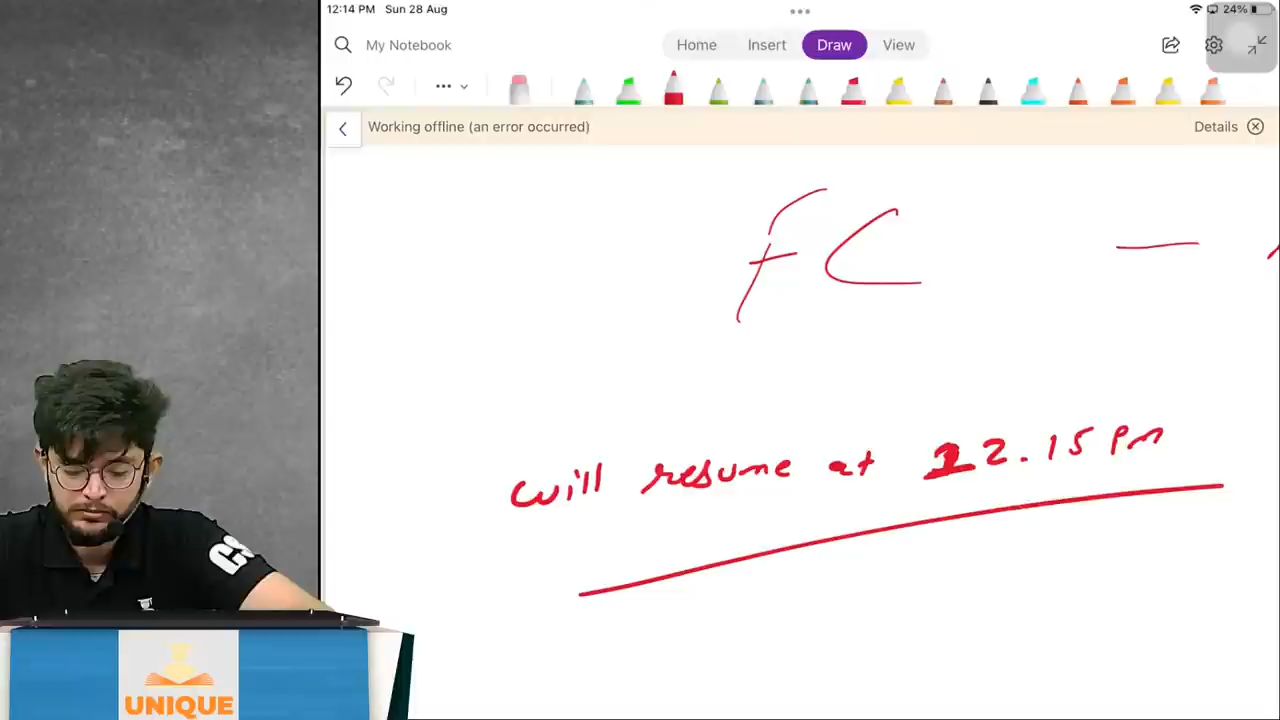 12:14 PM Sun 28 Aug
24%
My Notebook
Home Insert Draw View
Working offline (an error occurred)
Details
FC —
will resume at 12.15 Pm
CS
UNIQUE